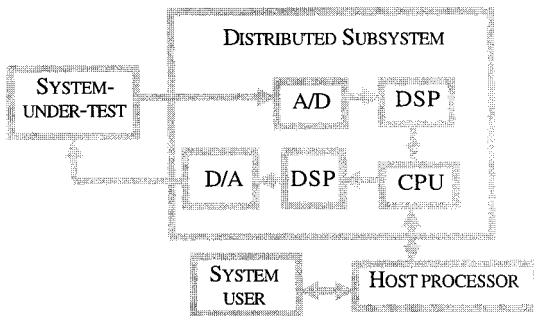 DISTRIBUTED SUBSYSTEM
SYSTEM-
UNDER-TEST
A/D
DSP
D/A
DSP
CPU
SYSTEM
USER
HOST PROCESSOR